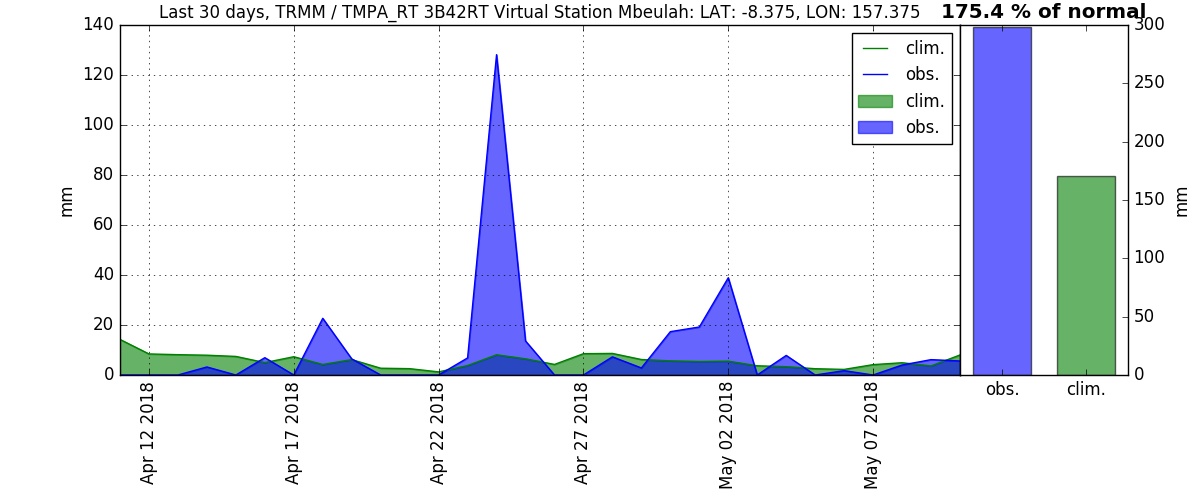 Last 30 days, TRMM / TMPA_RT 3B42RT Virtual Station Mbeulah: LAT: -8.375, LON: 157.375
175.4 % of normal
clim.
obs.
clim.
obs.
mm
140
120
100
80
60
40
20
0
Apr 12 2018
Apr 17 2018
Apr 22 2018
Apr 27 2018
May 02 2018
May 07 2018
300
250
200
150
100
50
0
mm
obs.
clim.